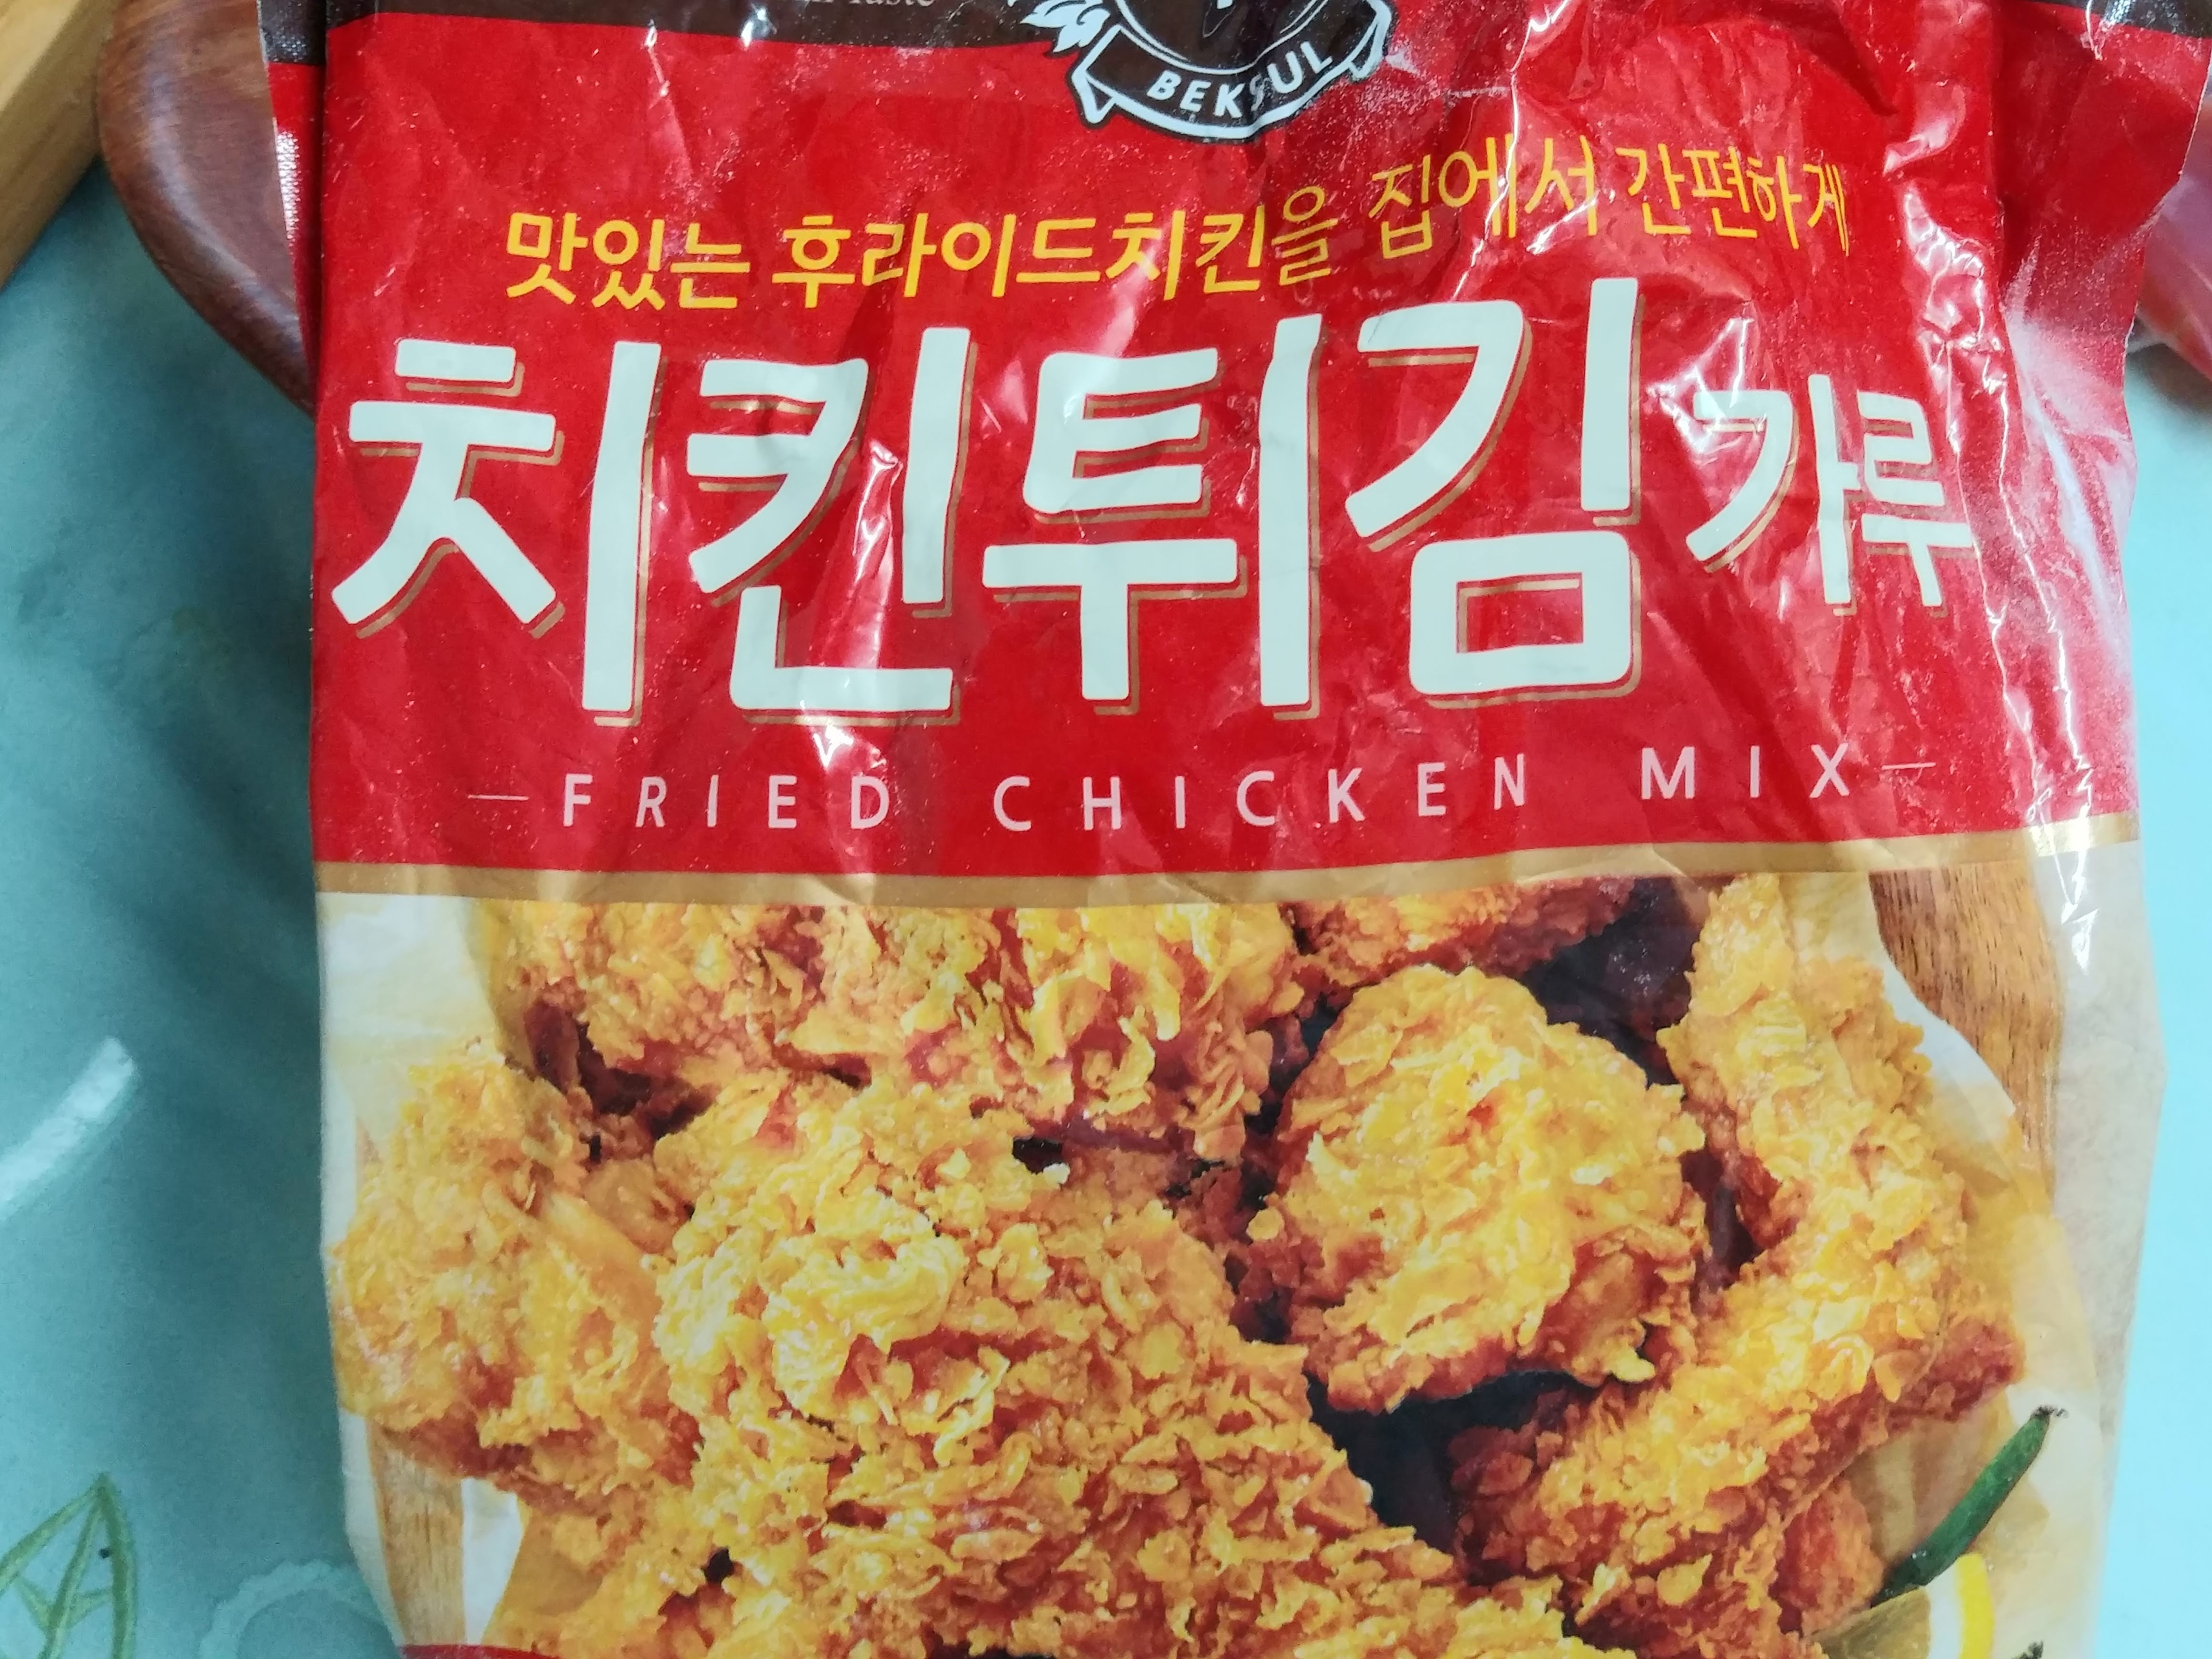 Taste
BEKSUL
맛있는 후라이드치킨을 집에서 간편하게
치킨튀김가루
FRIED CHICKEN MIX